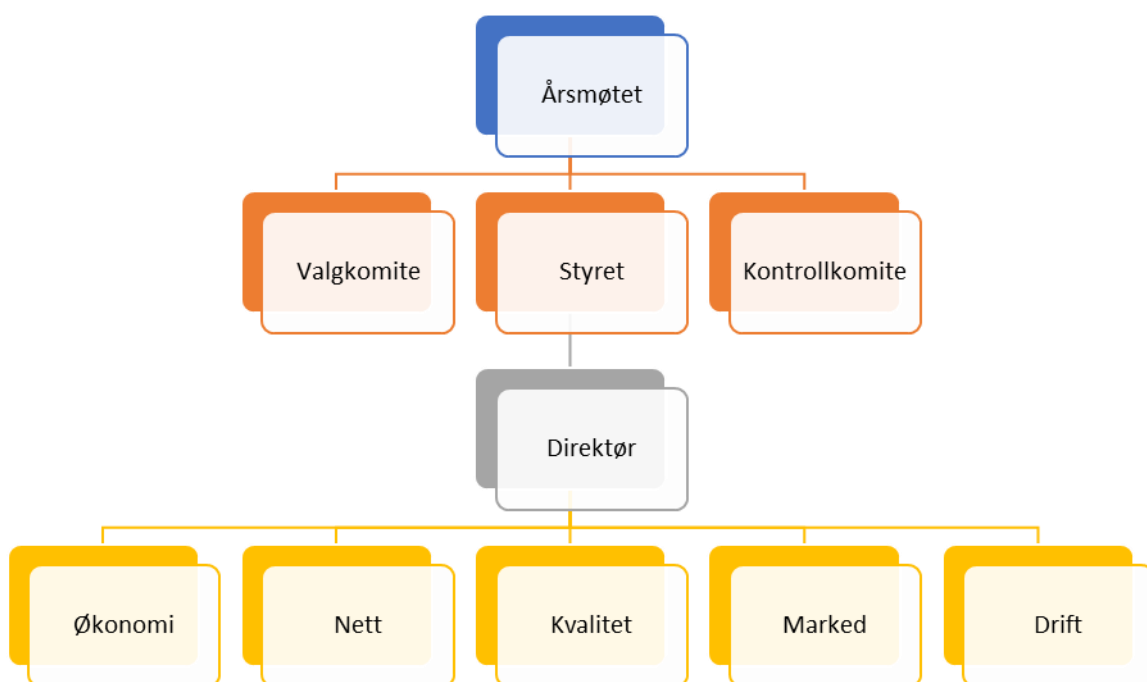 Årsmøtet
Valgkomite
Styret
Kontrollkomite
Direktør
Økonomi
Nett
Kvalitet
Marked
Drift